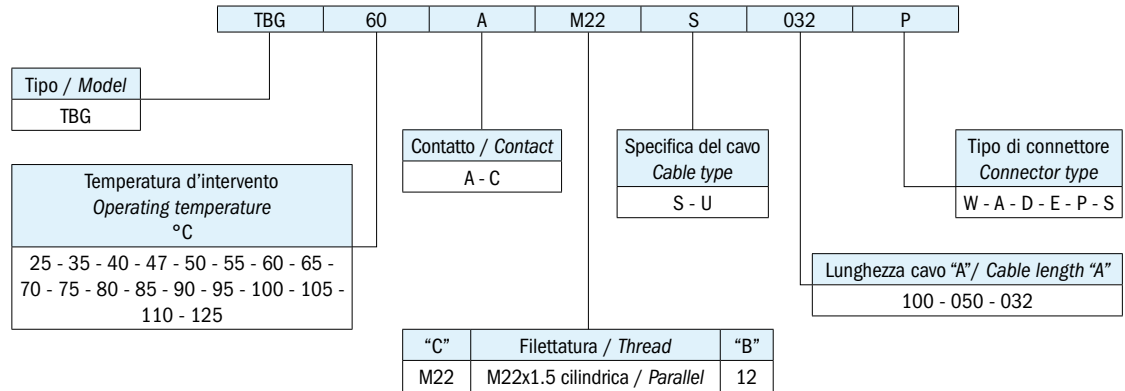 TBG 60 A M22 S 032 P
Tipo / Model
TBG
Temperatura d'intervento
Operating temperature
°C
25 - 35 - 40 - 47 - 50 - 55 - 60 - 65 -
70 - 75 - 80 - 85 - 90 - 95 - 100 - 105 -
110 - 125
Contatto / Contact
A - C
Specifica del cavo
Cable type
S - U
Tipo di connettore
Connector type
W - A - D - E - P - S
Lunghezza cavo “A”/ Cable length “A”
100 - 050 - 032
“C” Filettatura / Thread “B”
M22 M22x1.5 cilindrica / Parallel 12